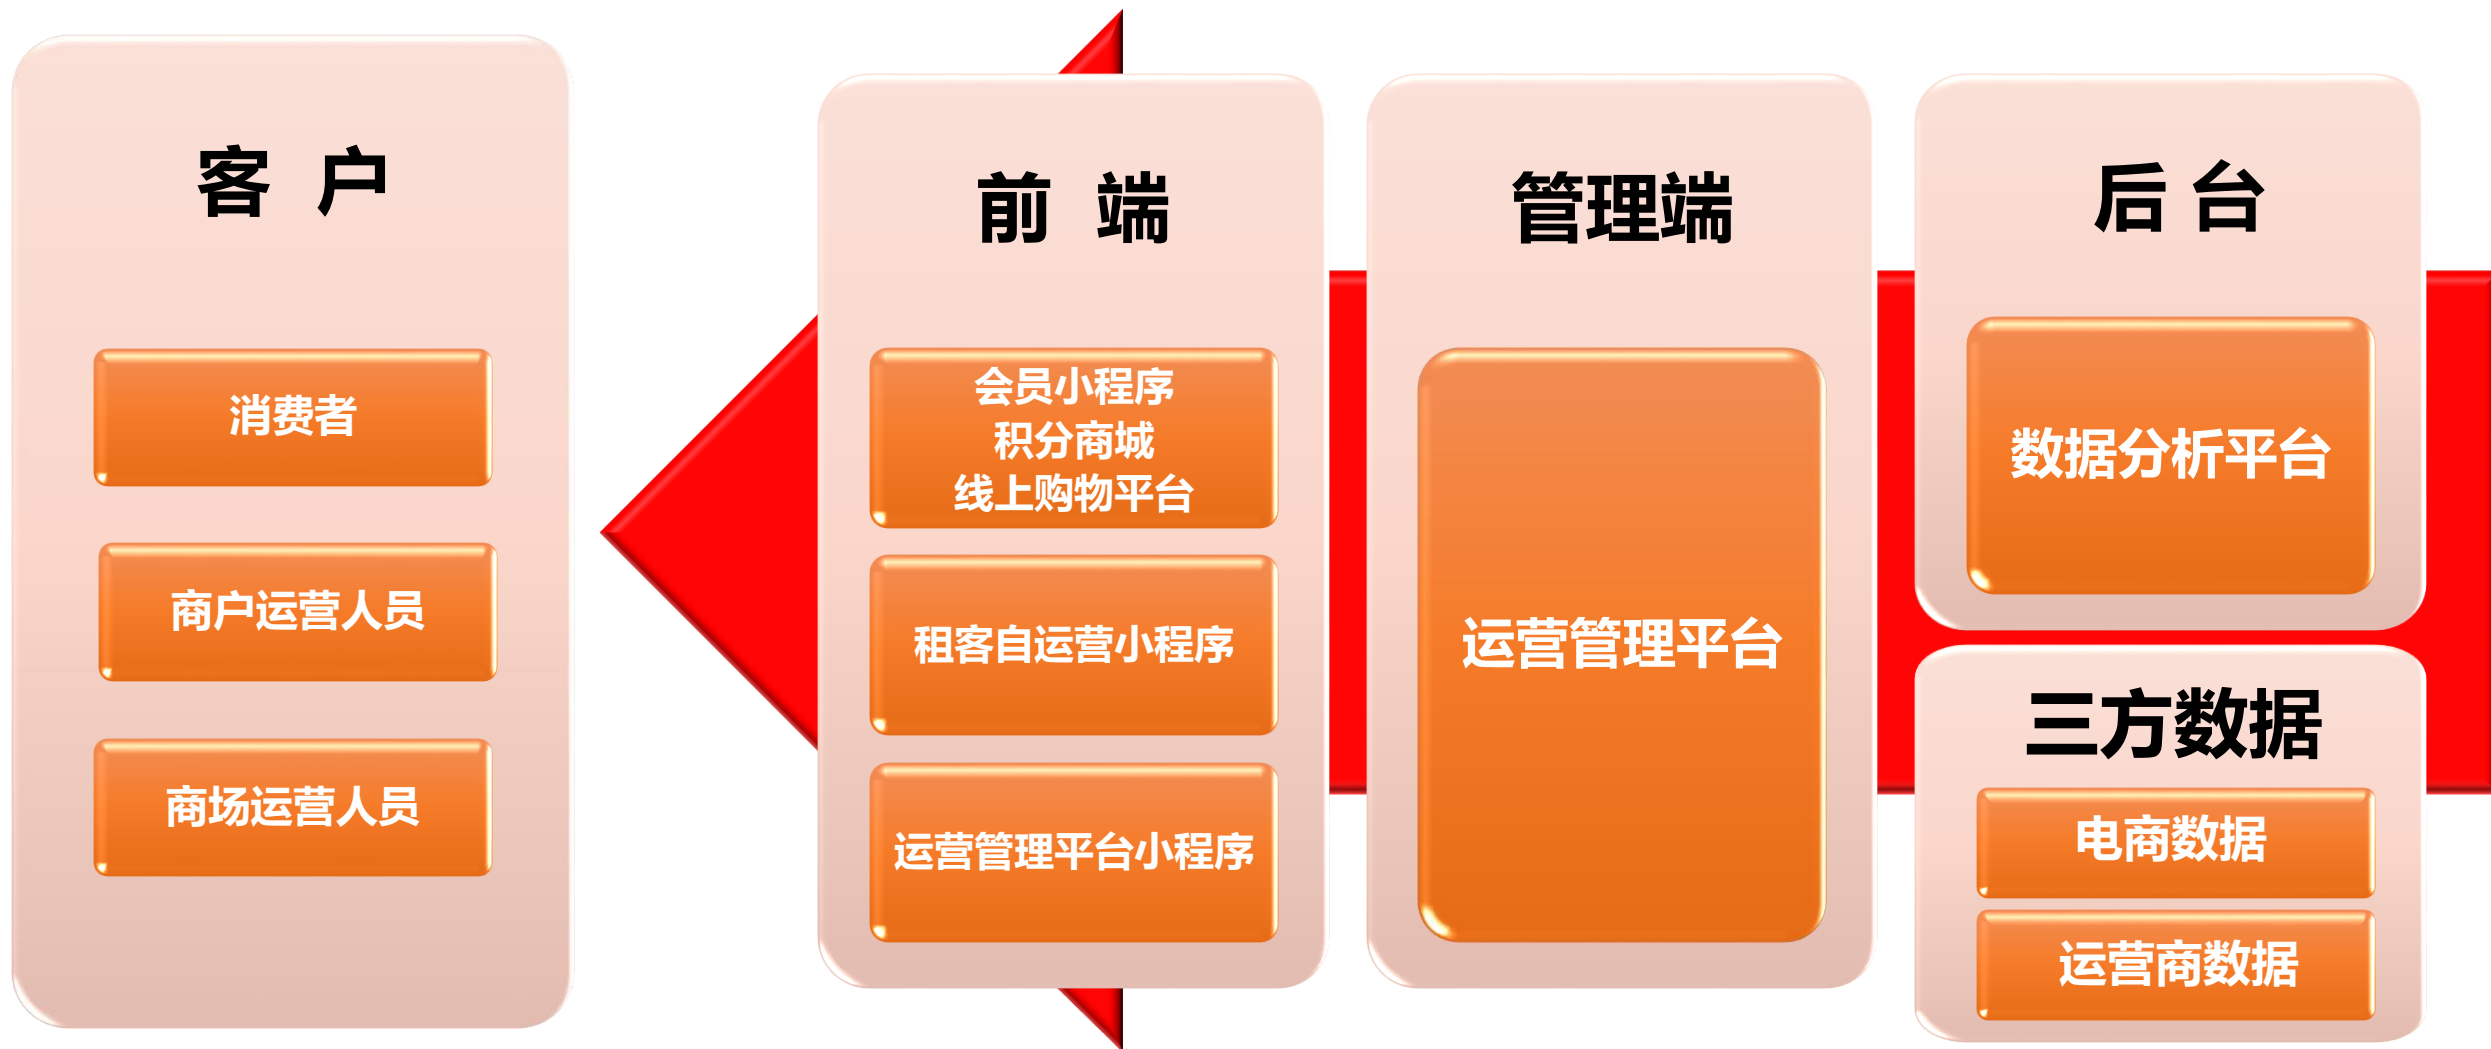 客 户
消费者
商户运营人员
商场运营人员
前 端
会员小程序
积分商城
线上购物平台
租客自运营小程序
运营管理平台小程序
管理端
运营管理平台
后 台
数据分析平台
三方数据
电商数据
运营商数据